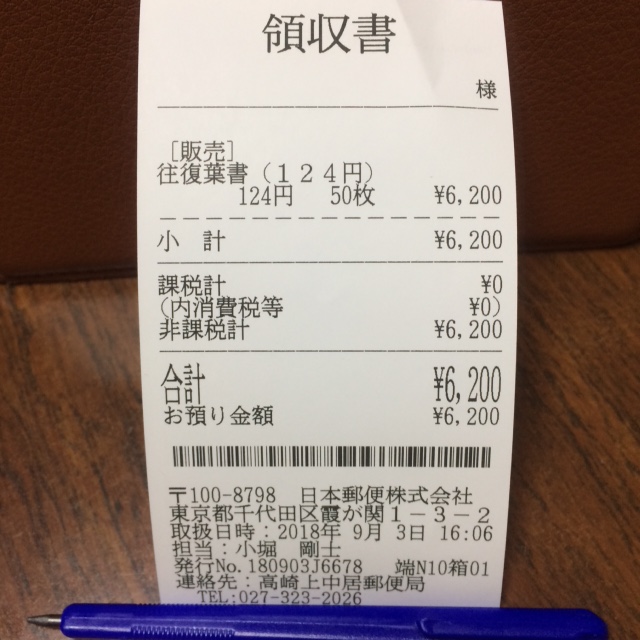 領収書
様
[販売]
往復葉書（１２４円）
124円 50枚 ¥6,200
小 計 ¥6,200
課税計 ¥0
(内消費税等 ¥0)
非課税計 ¥6,200
合計 ¥6,200
お預り金額 ¥6,200
〒100-8798 日本郵便株式会社
東京都千代田区霞が関１－３－２
取扱日時：2018年 9月 3日 16:06
担当：小堀 剛士
発行No.180903J6678 端N10箱01
連絡先：高崎上中居郵便局
TEL:027-323-2026